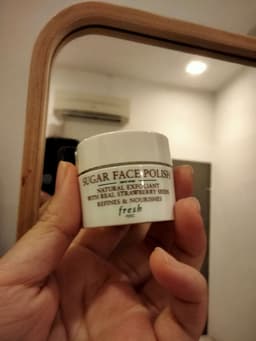 SUGAR FACE POLISH
NATURAL EXFOLIANT
WITH REAL STRAWBERRY SEEDS
REFINES & NOURISHES
fresh